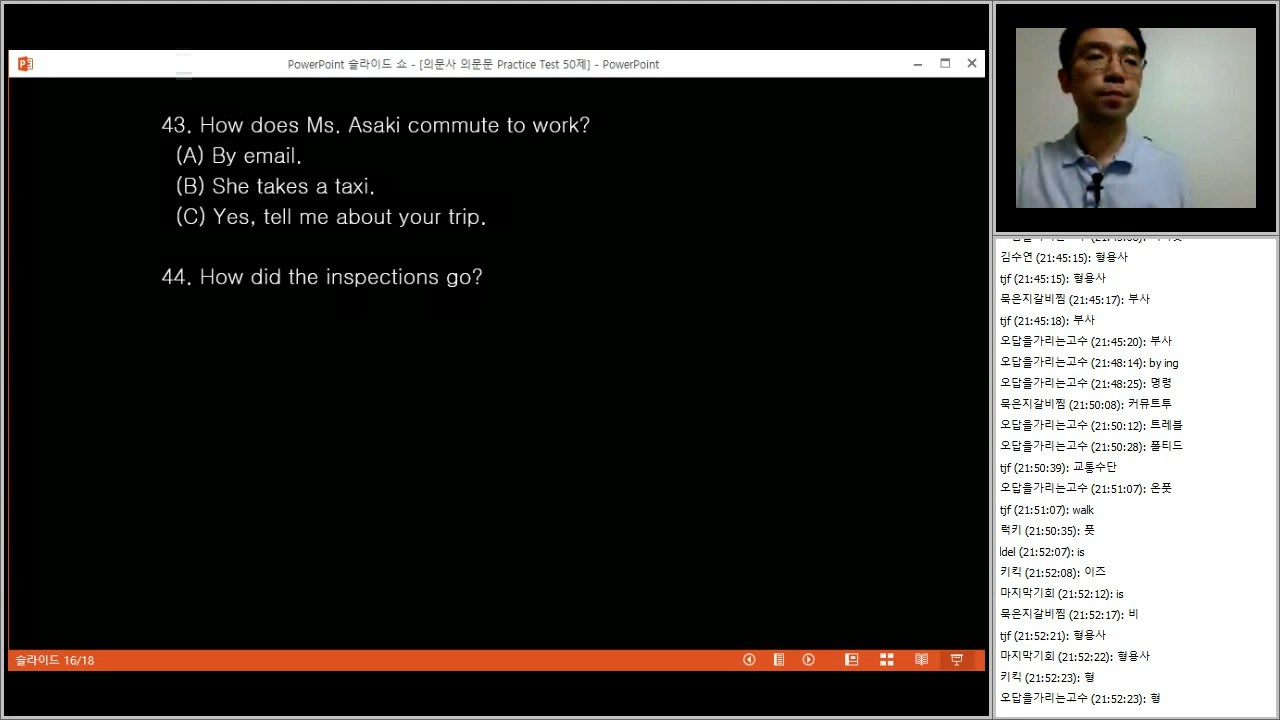 PowerPoint 슬라이드 쇼 - [의문사 의문문 Practice Test 50제] - PowerPoint
43. How does Ms. Asaki commute to work?
(A) By email.
(B) She takes a taxi.
(C) Yes, tell me about your trip.
44. How did the inspections go?
슬라이드 16/18
김수연 (21:45:15): 형용사
tjf (21:45:15): 형용사
묵은지갈비찜 (21:45:17): 부사
tjf (21:45:18): 부사
오답을가리는고수 (21:45:20): 부사
오답을가리는고수 (21:48:14): by ing
오답을가리는고수 (21:48:25): 명령
묵은지갈비찜 (21:50:08): 커뮤트투
오답을가리는고수 (21:50:12): 트레블
오답을가리는고수 (21:50:28): 폴티드
tjf (21:50:39): 교통수단
오답을가리는고수 (21:51:07): 온풋
tjf (21:51:07): walk
럭키 (21:50:35): 풋
ldel (21:52:07): is
키킥 (21:52:08): 이즈
마지막기회 (21:52:12): is
묵은지갈비찜 (21:52:17): 비
tjf (21:52:21): 형용사
마지막기회 (21:52:22): 형용사
키킥 (21:52:23): 형
오답을가리는고수 (21:52:23): 형